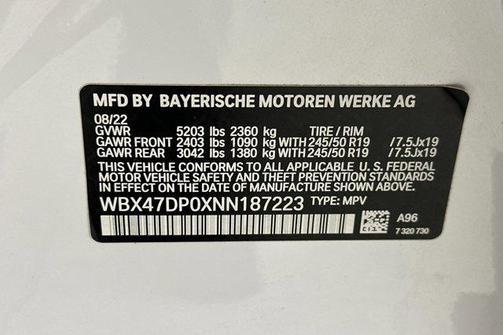 MFD BY BAYERISCHE MOTOREN WERKE AG
08/22
GVWR 5203 lbs 2360 kg TIRE / RIM
GAWR FRONT 2403 lbs 1090 kg WITH 245/50 R19 /7.5Jx19
GAWR REAR 3042 lbs 1380 kg WITH 245/50 R19 /7.5Jx19
THIS VEHICLE CONFORMS TO ALL APPLICABLE U. S. FEDERAL
MOTOR VEHICLE SAFETY, BUMPER, AND THEFT PREVENTION
STANDARDS IN EFFECT ON THE DATE OF MANUFACTURE SHOWN ABOVE.
WBX47DP0XNN187223 TYPE: MPV
A96
7 320 730